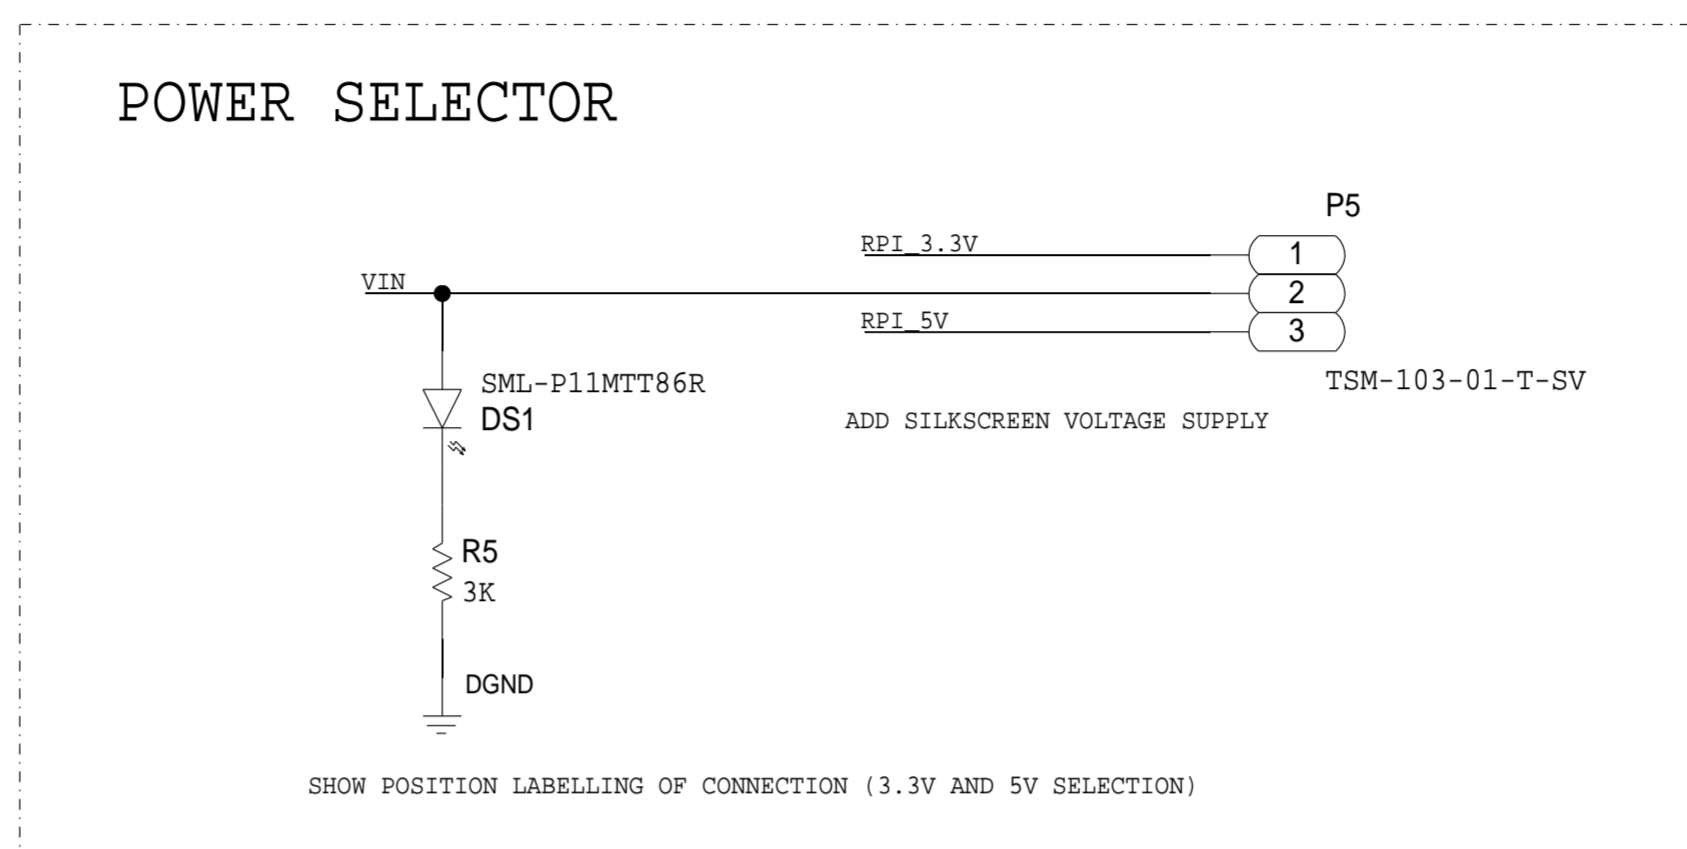 POWER SELECTOR
P5
RPI_3.3V
1
VIN
2
RPI_5V
3
SML-P11MTT86R
TSM-103-01-T-SV
DS1
ADD SILKSCREEN VOLTAGE SUPPLY
R5
3K
DGND
SHOW POSITION LABELLING OF CONNECTION (3.3V AND 5V SELECTION)